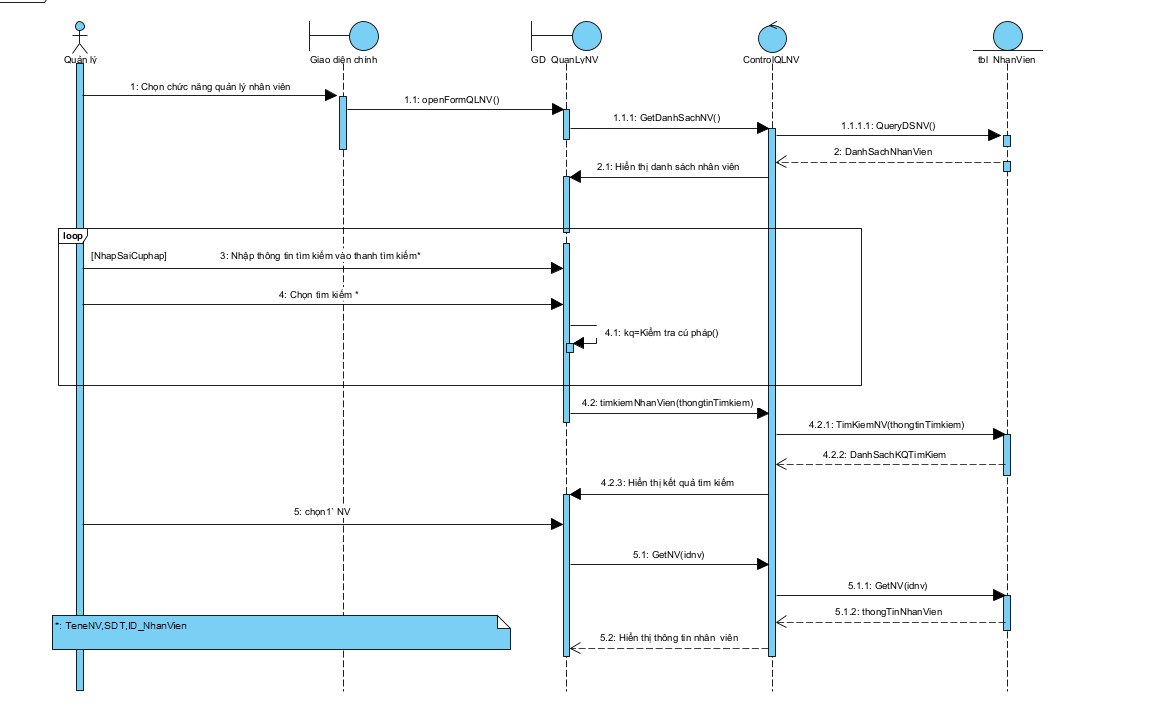 Quản lý
Giao diện chính
GD_QuanLyNV
ControlQLNV
tbl_NhanVien
1: Chọn chức năng quản lý nhân viên
1.1: openFormQLNV()
1.1.1: GetDanhSachNV()
1.1.1.1: QueryDSNV()
2: DanhSachNhanVien
2.1: Hiển thị danh sách nhân viên
loop
[NhapSaiCuphap]
3: Nhập thông tin tìm kiếm vào thanh tìm kiếm*
4: Chọn tìm kiếm *
4.1: kq=Kiểm tra cú pháp()
4.2: timkiemNhanVien(thongtinTimkiem)
4.2.1: TimKiemNV(thongtinTimkiem)
4.2.2: DanhSachKQTimKiem
4.2.3: Hiển thị kết quả tìm kiếm
5: chọn1` NV
5.1: GetNV(idnv)
5.1.1: GetNV(idnv)
5.1.2: thongTinNhanVien
*: TeneNV,SDT,ID_NhanVien
5.2: Hiển thị thông tin nhân viên